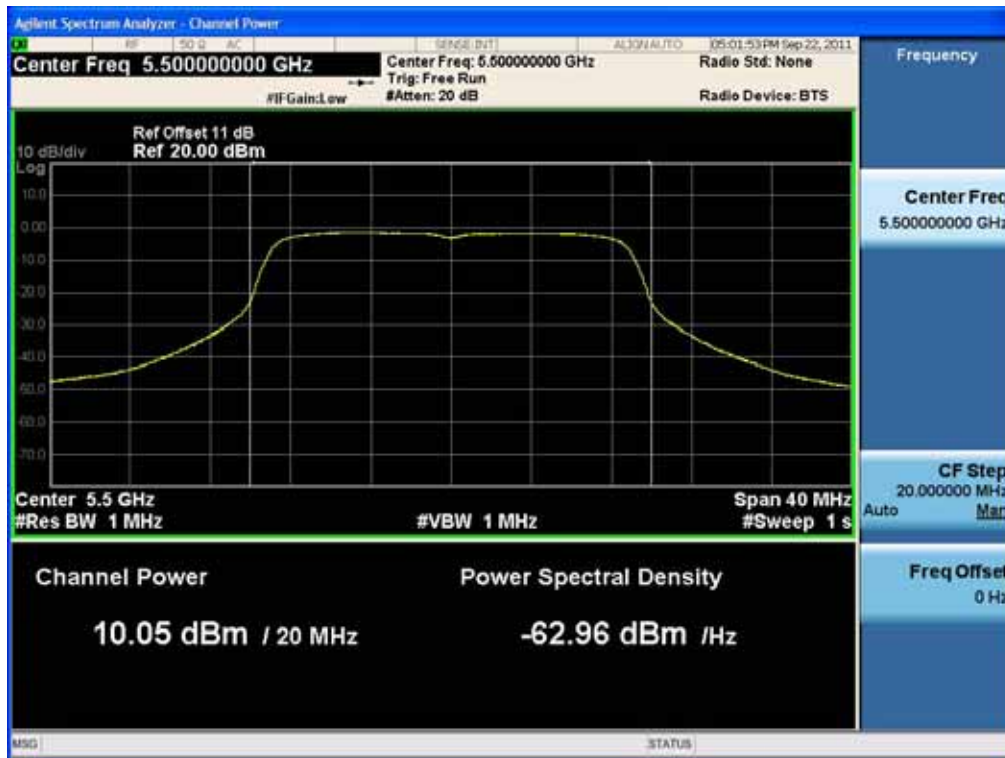 Agilent Spectrum Analyzer - Channel Power
RF 50 Ω AC SENSE:INT ALIGNAUTO 05:01:53 PM Sep 22, 2011
Center Freq 5.500000000 GHz
Center Freq: 5.500000000 GHz
Radio Std: None
Trig: Free Run
#IFGain:Low
#Atten: 20 dB
Radio Device: BTS
Ref Offset 11 dB
10 dB/div Ref 20.00 dBm
Log
10.0
0.00
-10.0
-20.0
-30.0
-40.0
-50.0
-60.0
-70.0
Center 5.5 GHz Span 40 MHz
#Res BW 1 MHz #VBW 1 MHz #Sweep 1 s
Channel Power Power Spectral Density
10.05 dBm / 20 MHz -62.96 dBm /Hz
MSG STATUS
Frequency
Center Freq
5.500000000 GHz
CF Step
20.000000 MHz
Auto Man
Freq Offset
0 Hz